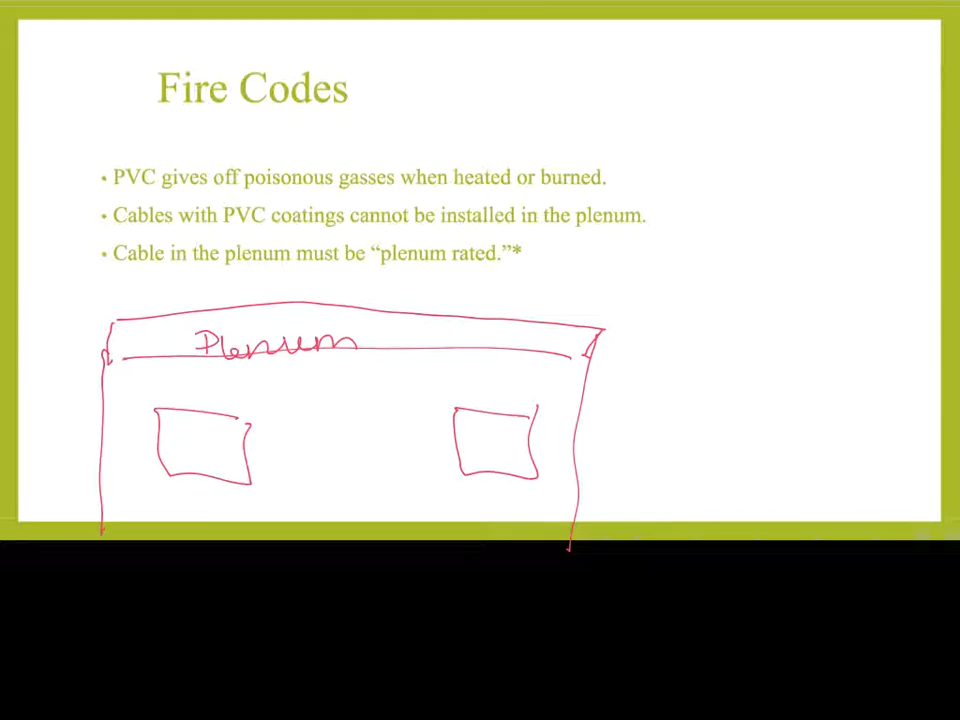 Fire Codes
• PVC gives off poisonous gasses when heated or burned.
• Cables with PVC coatings cannot be installed in the plenum.
• Cable in the plenum must be “plenum rated.”*
Plenum